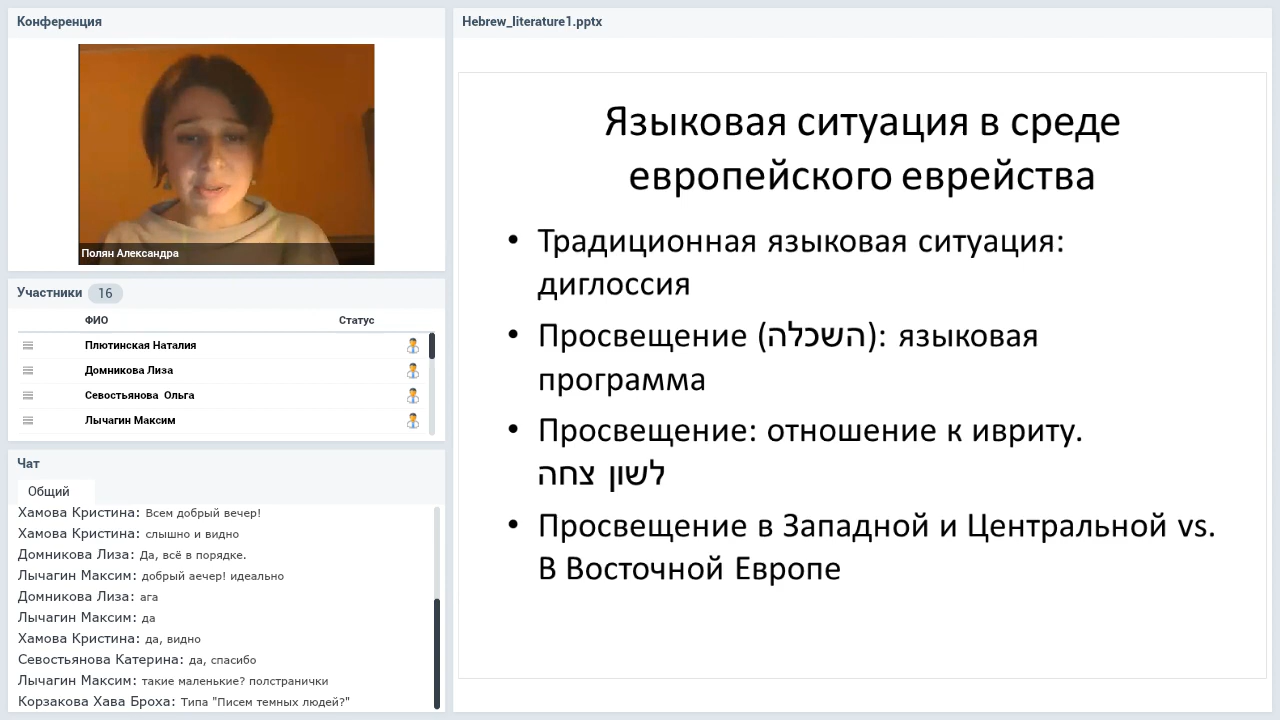 Конференция
Полян Александра
Участники 16
ФИО Статус
Плютинская Наталия
Домникова Лиза
Севостьянова Ольга
Лычагин Максим
Чат
Общий
Хамова Кристина: Всем добрый вечер!
Хамова Кристина: слышно и видно
Домникова Лиза: Да, всё в порядке.
Лычагин Максим: добрый аечер! идеально
Домникова Лиза: ага
Лычагин Максим: да
Хамова Кристина: да, видно
Севостьянова Катерина: да, спасибо
Лычагин Максим: такие маленькие? полстранички
Корзакова Хава Броха: Типа "Писем темных людей?"
Hebrew_literature1.pptx
Языковая ситуация в среде
европейского еврейства
• Традиционная языковая ситуация:
диглоссия
• Просвещение (השכלה): языковая
программа
• Просвещение: отношение к ивриту.
לשון צחה
• Просвещение в Западной и Центральной vs.
В Восточной Европе